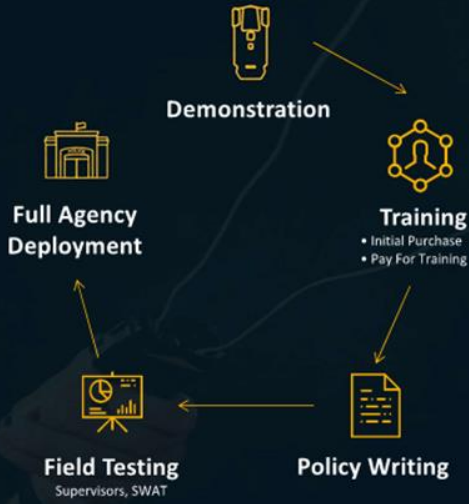 Demonstration
Training
• Initial Purchase
• Pay For Training
Policy Writing
Field Testing
Supervisors, SWAT
Full Agency
Deployment